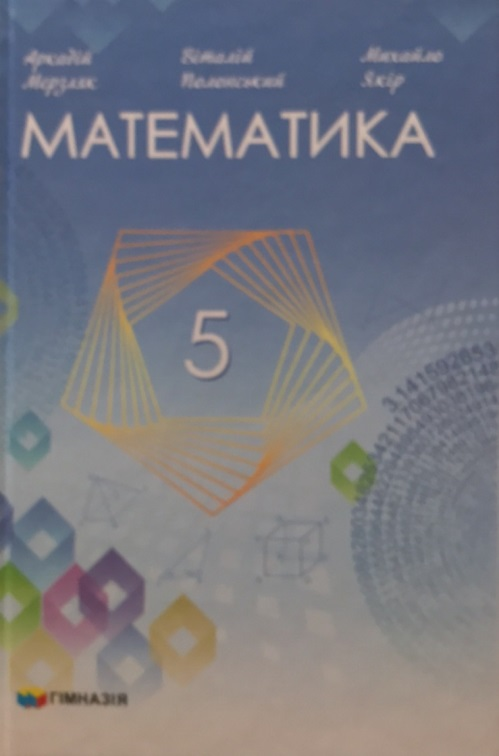 Аркадій Віталій Михайло
Мерзляк Полонський Якір
МАТЕМАТИКА
5
3,141592653
ГІМНАЗІЯ